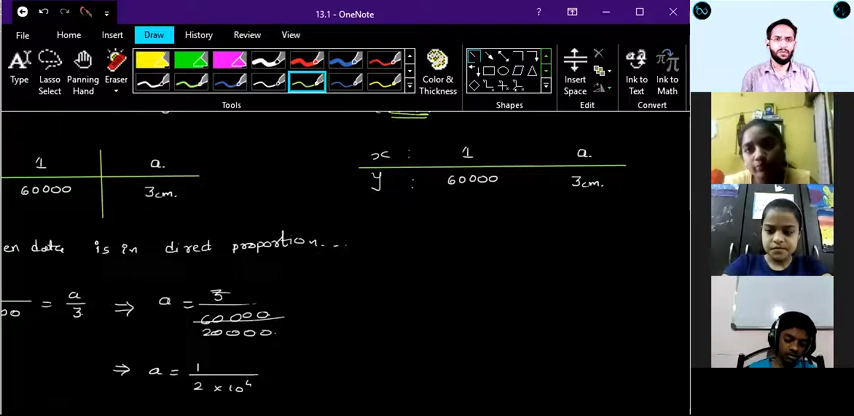 13.1 - OneNote
File Home Insert Draw History Review View
Type Lasso Select Panning Hand Eraser Color & Thickness Insert Space Ink to Text Ink to Math
Tools Shapes Edit Convert
1 a
60000 3cm.
x : 1 a
y : 60000 3cm.
en data is in direct proportion...
00 = a/3 ⇒ a = 3/60000
20000.
⇒ a = 1/2 × 10⁴